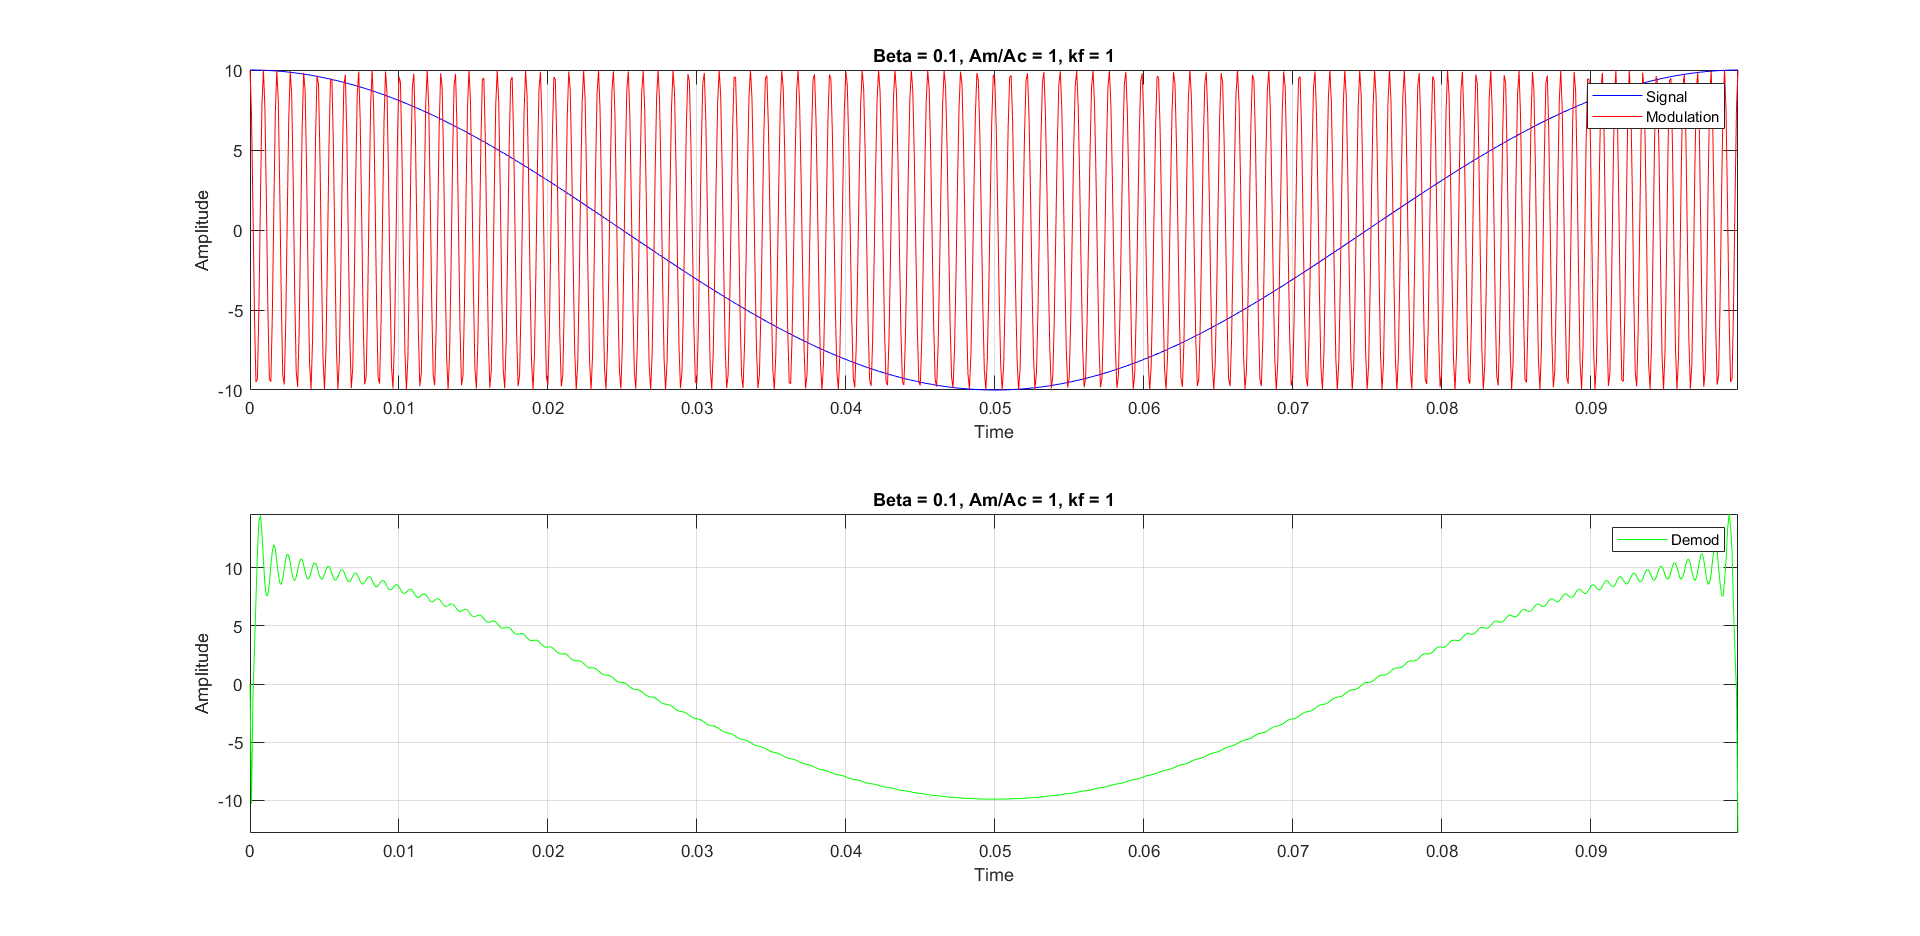 Beta = 0.1, Am/Ac = 1, kf = 1
10
5
0
-5
-10
Amplitude
Signal
Modulation
0 0.01 0.02 0.03 0.04 0.05 0.06 0.07 0.08 0.09
Time
Beta = 0.1, Am/Ac = 1, kf = 1
10
5
0
-5
-10
Amplitude
Demod
0 0.01 0.02 0.03 0.04 0.05 0.06 0.07 0.08 0.09
Time